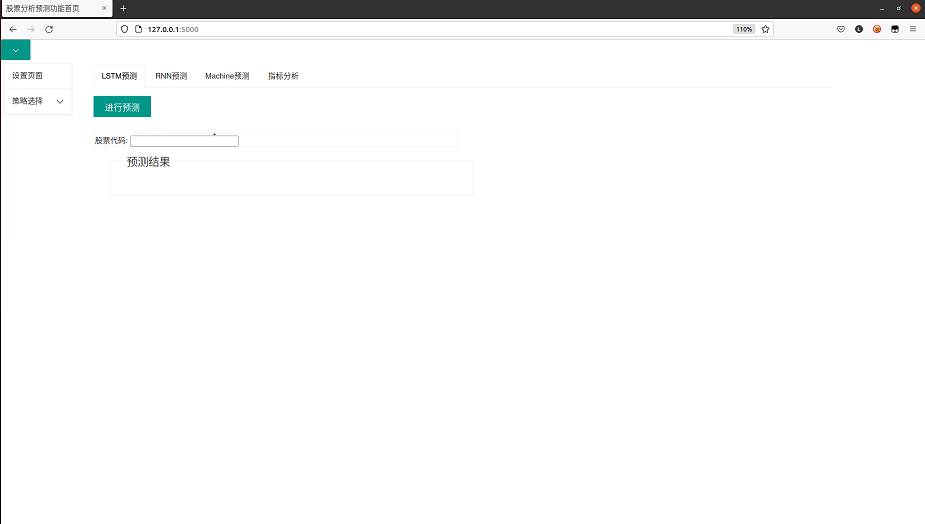 股票分析预测功能首页
127.0.0.1:5000
110%
设置页面
策略选择
LSTM预测 RNN预测 Machine预测 指标分析
进行预测
股票代码:
预测结果